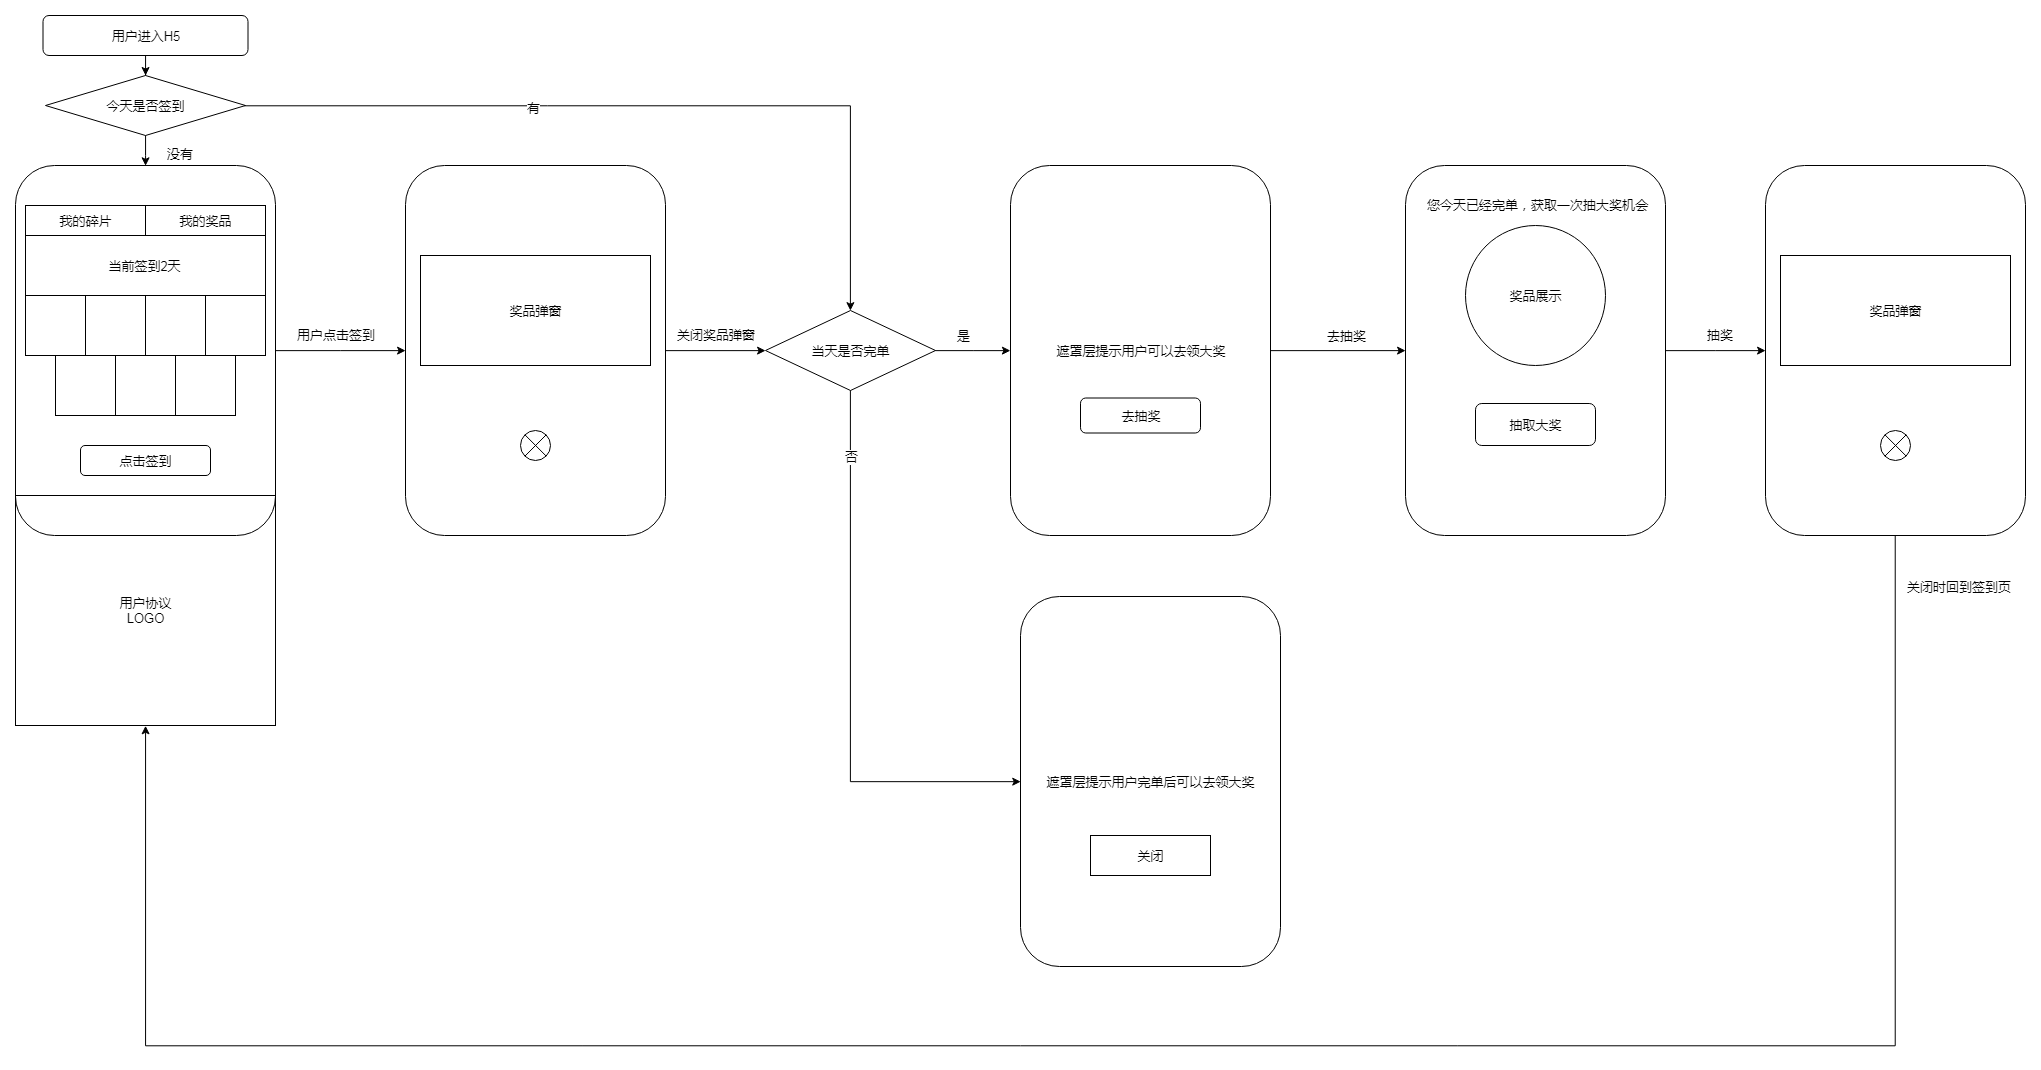 用户进入H5
今天是否签到
有
没有
我的碎片
我的奖品
当前签到2天
点击签到
用户协议
LOGO
用户点击签到
奖品弹窗
关闭奖品弹窗
当天是否完单
是
否
遮罩层提示用户可以去领大奖
去抽奖
去抽奖
您今天已经完单，获取一次抽大奖机会
奖品展示
抽取大奖
抽奖
奖品弹窗
关闭时回到签到页
遮罩层提示用户完单后可以去领大奖
关闭